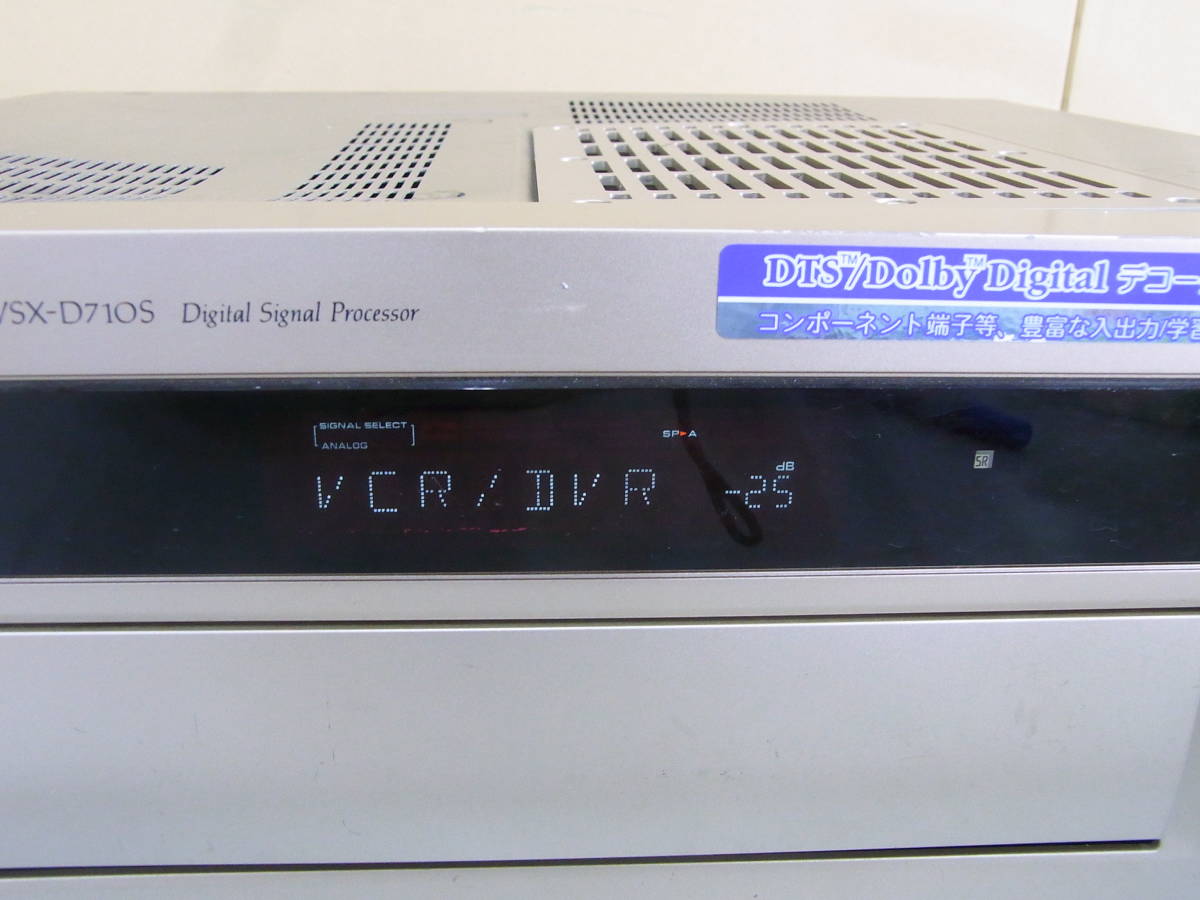 VSX-D710S Digital Signal Processor
DTS™/Dolby™Digital デコー
コンポーネント端子等、豊富な入出力/学習
SIGNAL SELECT
ANALOG
SP►A
SR
VCR/DVR -25 dB